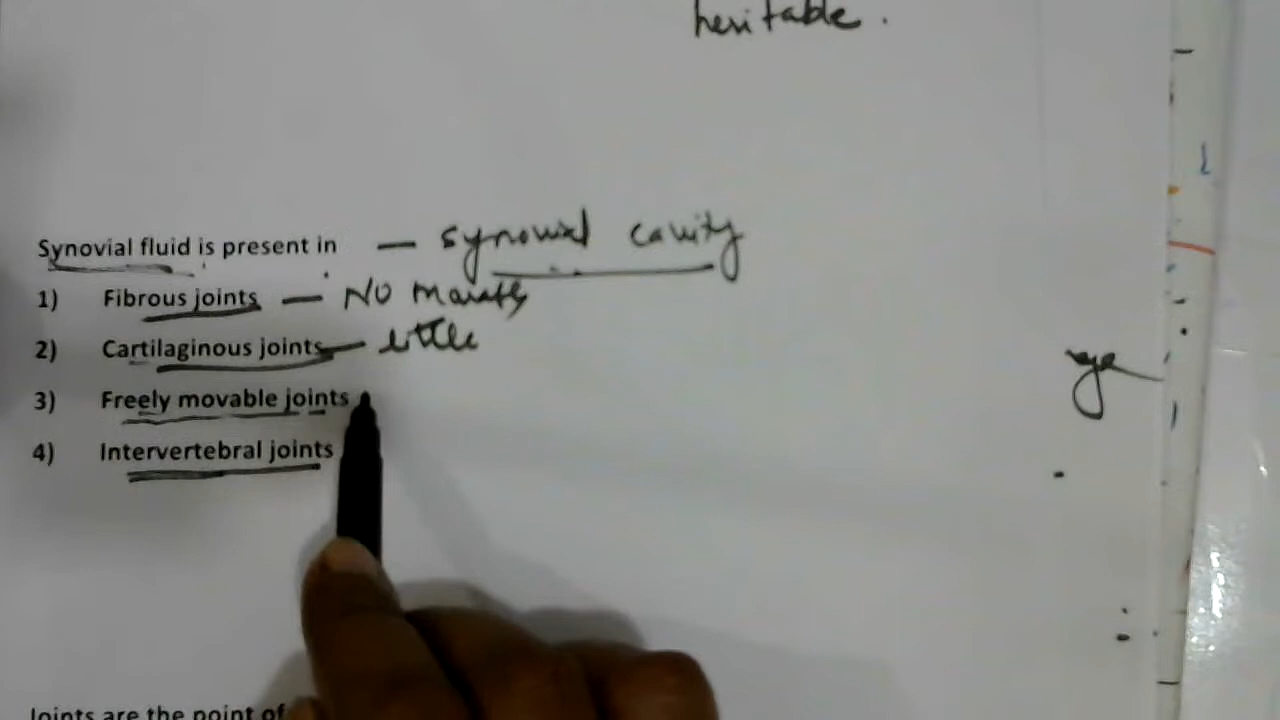 heritable.
Synovial fluid is present in — synovial cavity
1) Fibrous joints — NO
2) Cartilaginous joints — little
3) Freely movable joints
4) Intervertebral joints
Joints are the point of